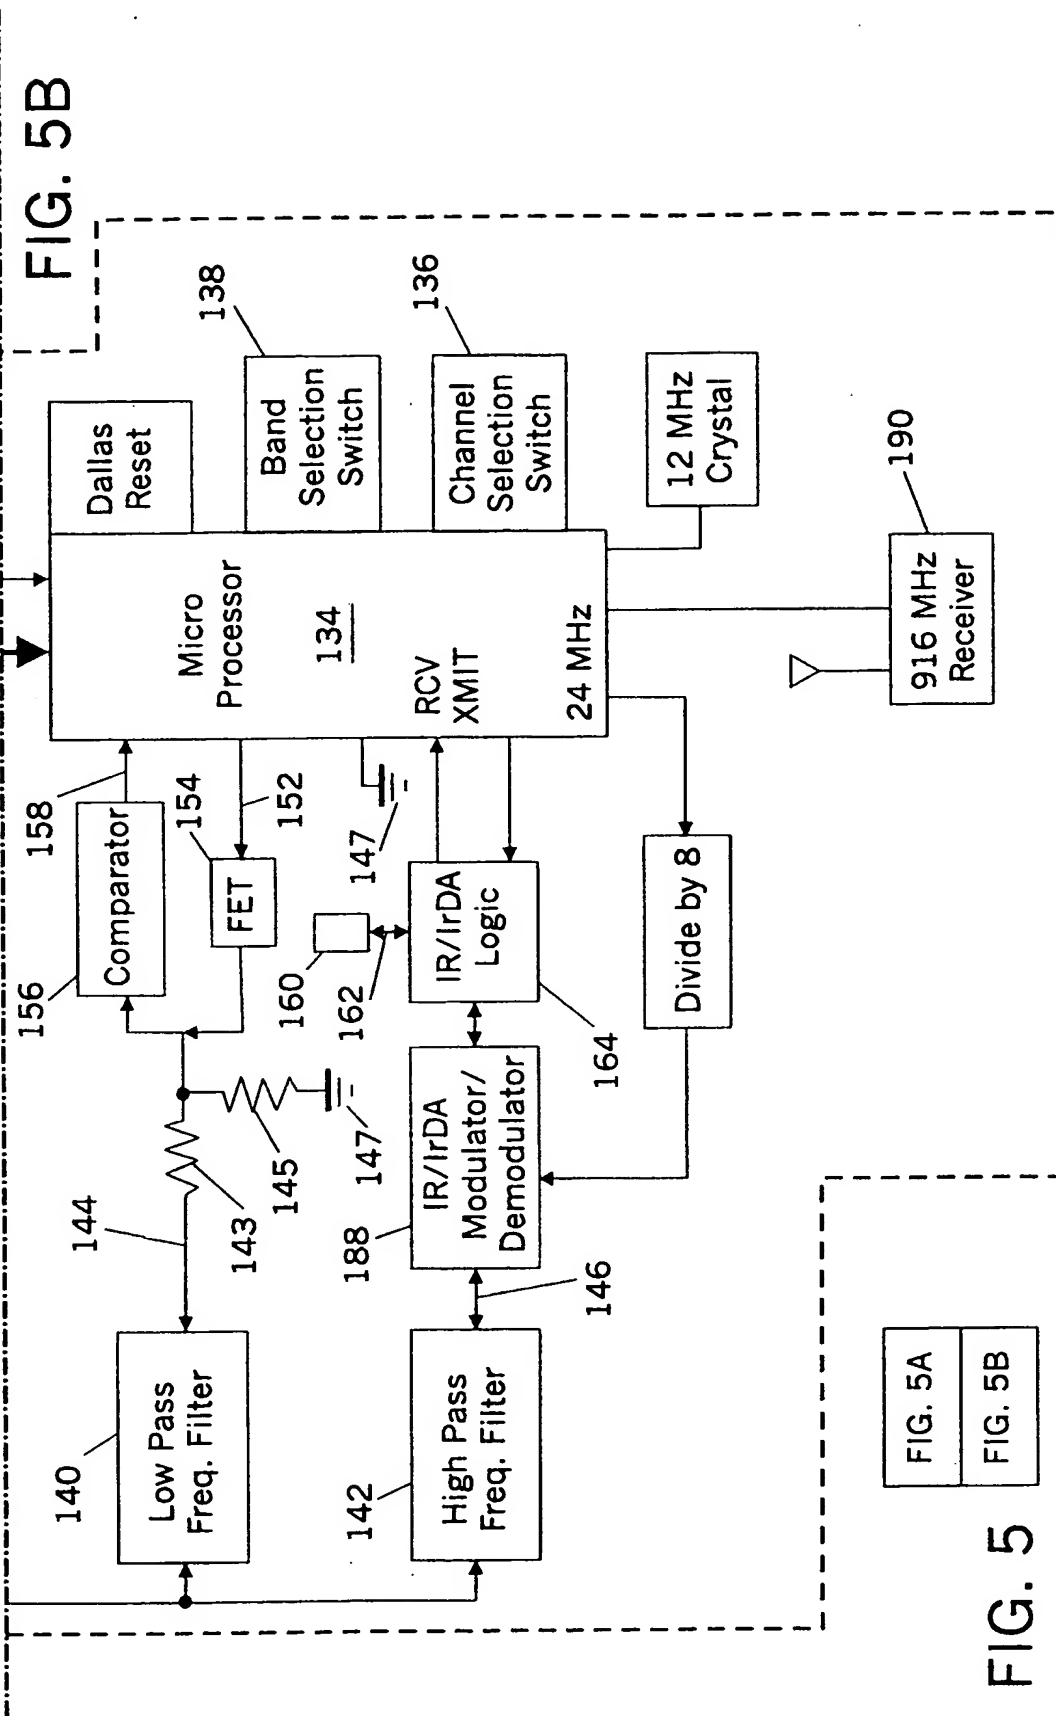 FIG. 5B
140
Low Pass
Freq. Filter
144
143
145
147
156
Comparator
158
154
FET
152
Micro
Processor
134
Dallas
Reset
138
Band
Selection
Switch
136
Channel
Selection
Switch
147
RCV
XMIT
24 MHz
142
High Pass
Freq. Filter
146
188
IR/IrDA
Modulator/
Demodulator
160
162
IR/IrDA
Logic
164
Divide by 8
12 MHz
Crystal
190
916 MHz
Receiver
FIG. 5A
FIG. 5B
FIG. 5